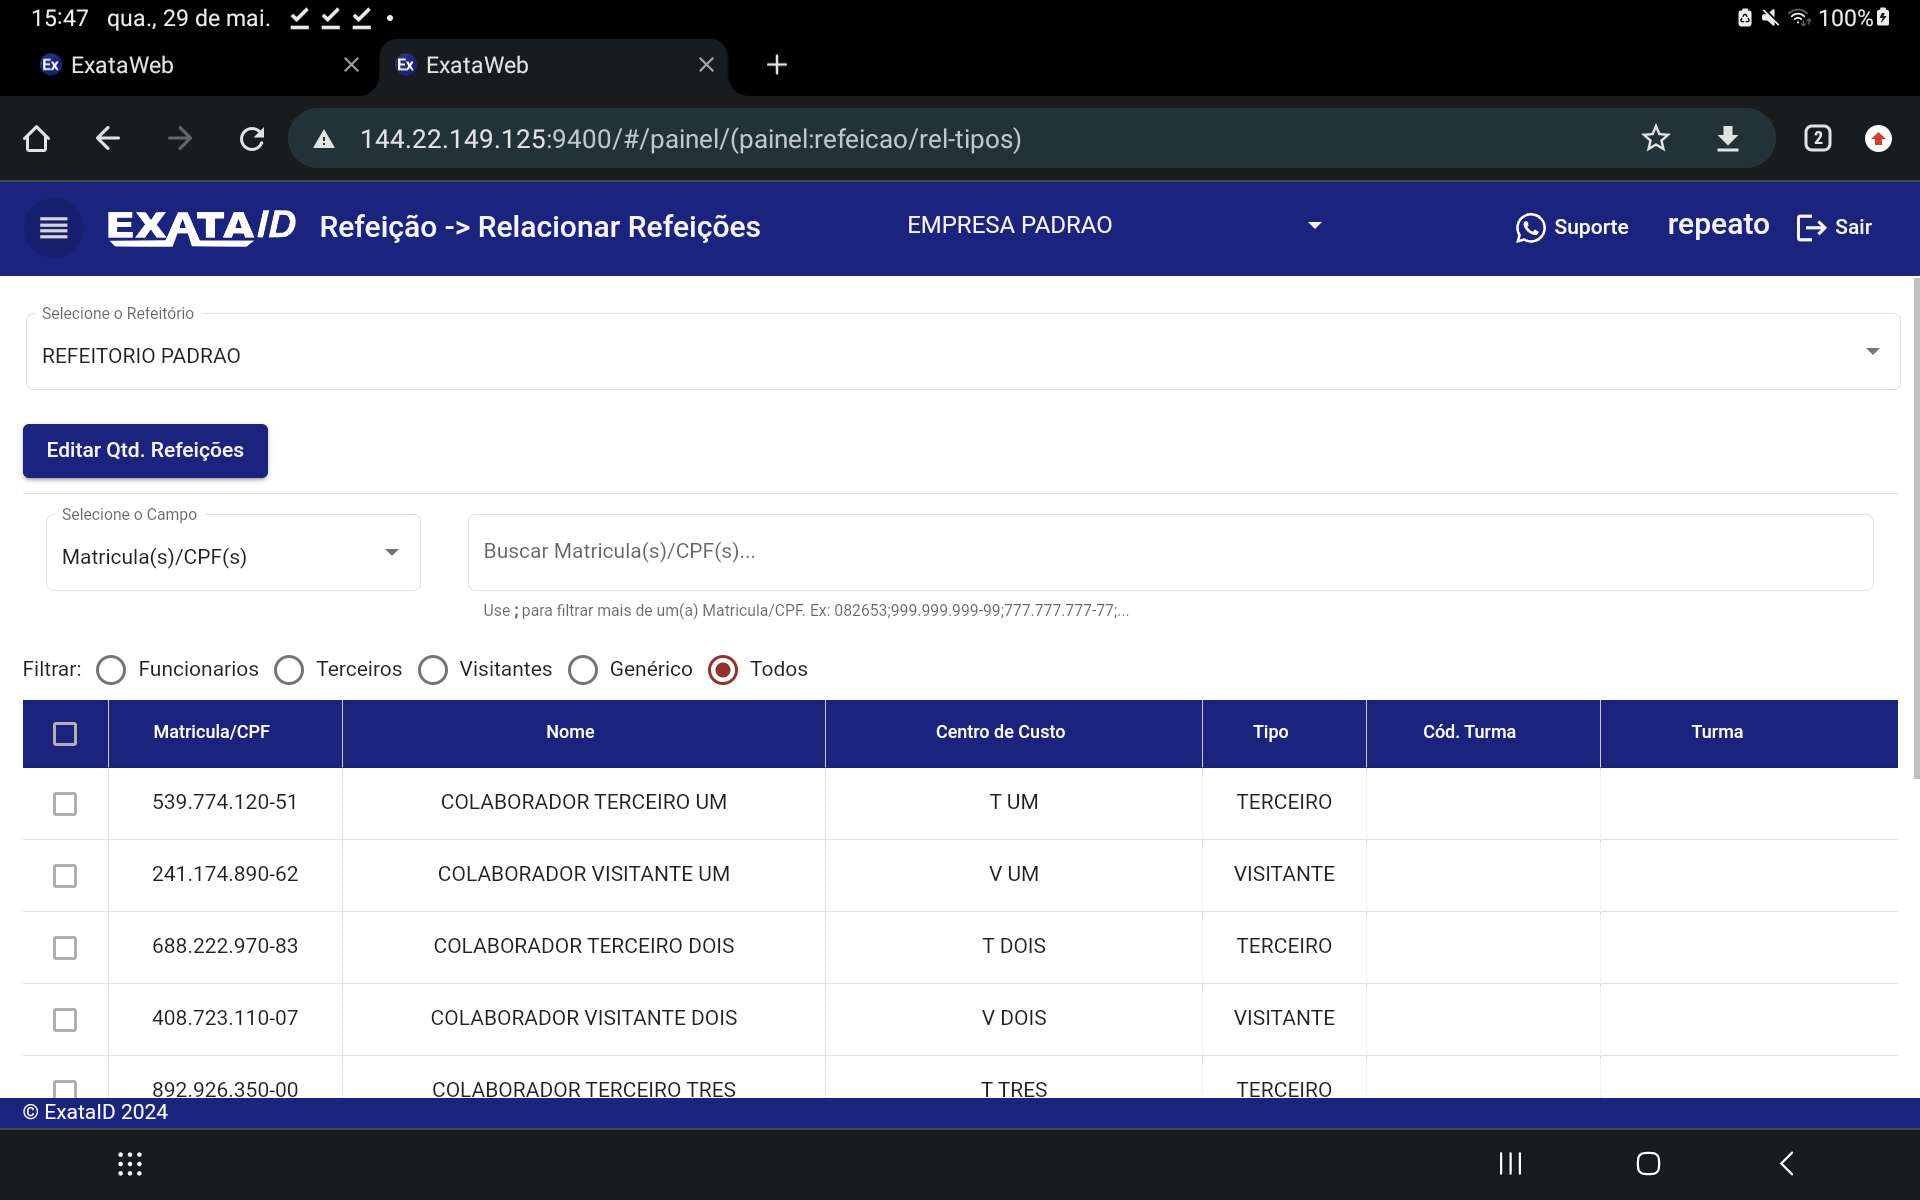 15:47 qua., 29 de mai. 100%
Ex ExataWeb Ex ExataWeb
144.22.149.125:9400/#/painel/(painel:refeicao/rel-tipos) 2
EXATAID Refeição -> Relacionar Refeições EMPRESA PADRAO Suporte repeato Sair
Selecione o Refeitório
REFEITORIO PADRAO
Editar Qtd. Refeições
Selecione o Campo
Matricula(s)/CPF(s) Buscar Matricula(s)/CPF(s)...
Use ; para filtrar mais de um(a) Matricula/CPF. Ex: 082653;999.999.999-99;777.777.777-77;...
Filtrar: Funcionarios Terceiros Visitantes Genérico Todos
Matricula/CPF Nome Centro de Custo Tipo Cód. Turma Turma
539.774.120-51 COLABORADOR TERCEIRO UM T UM TERCEIRO
241.174.890-62 COLABORADOR VISITANTE UM V UM VISITANTE
688.222.970-83 COLABORADOR TERCEIRO DOIS T DOIS TERCEIRO
408.723.110-07 COLABORADOR VISITANTE DOIS V DOIS VISITANTE
892.926.350-00 COLABORADOR TERCEIRO TRES T TRES TERCEIRO
© ExataID 2024